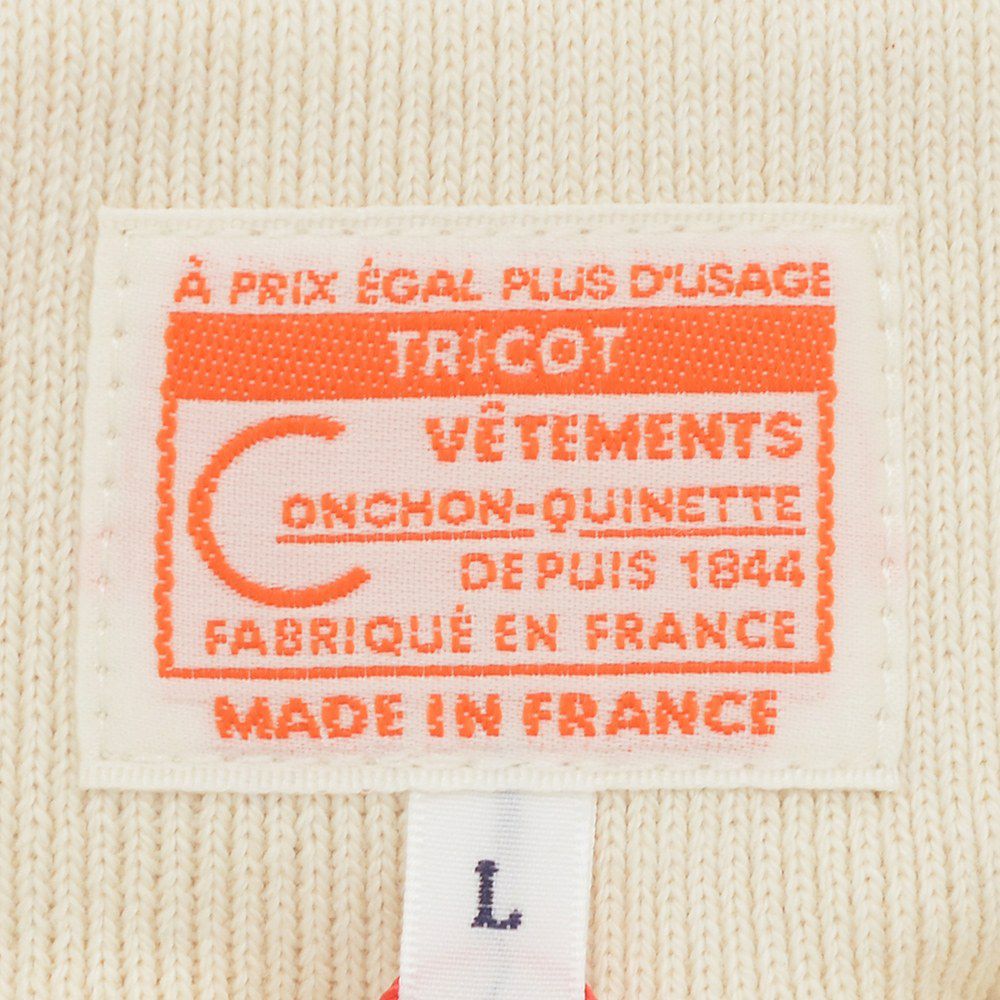 À PRIX ÉGAL PLUS D'USAGE
TRICOT
VÊTEMENTS
CONCHON-QUINETTE
DEPUIS 1844
FABRIQUÉ EN FRANCE
MADE IN FRANCE
L